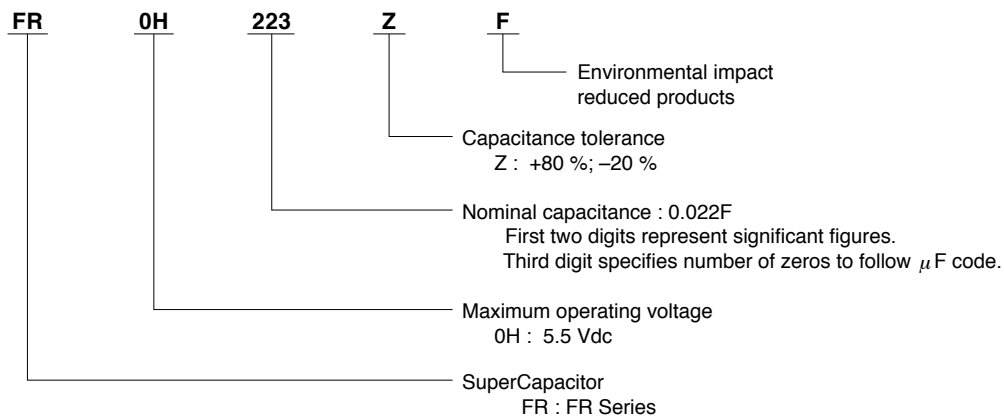 FR 0H 223 Z F
Environmental impact
reduced products
Capacitance tolerance
Z : +80 %; –20 %
Nominal capacitance : 0.022F
First two digits represent significant figures.
Third digit specifies number of zeros to follow μF code.
Maximum operating voltage
0H : 5.5 Vdc
SuperCapacitor
FR : FR Series